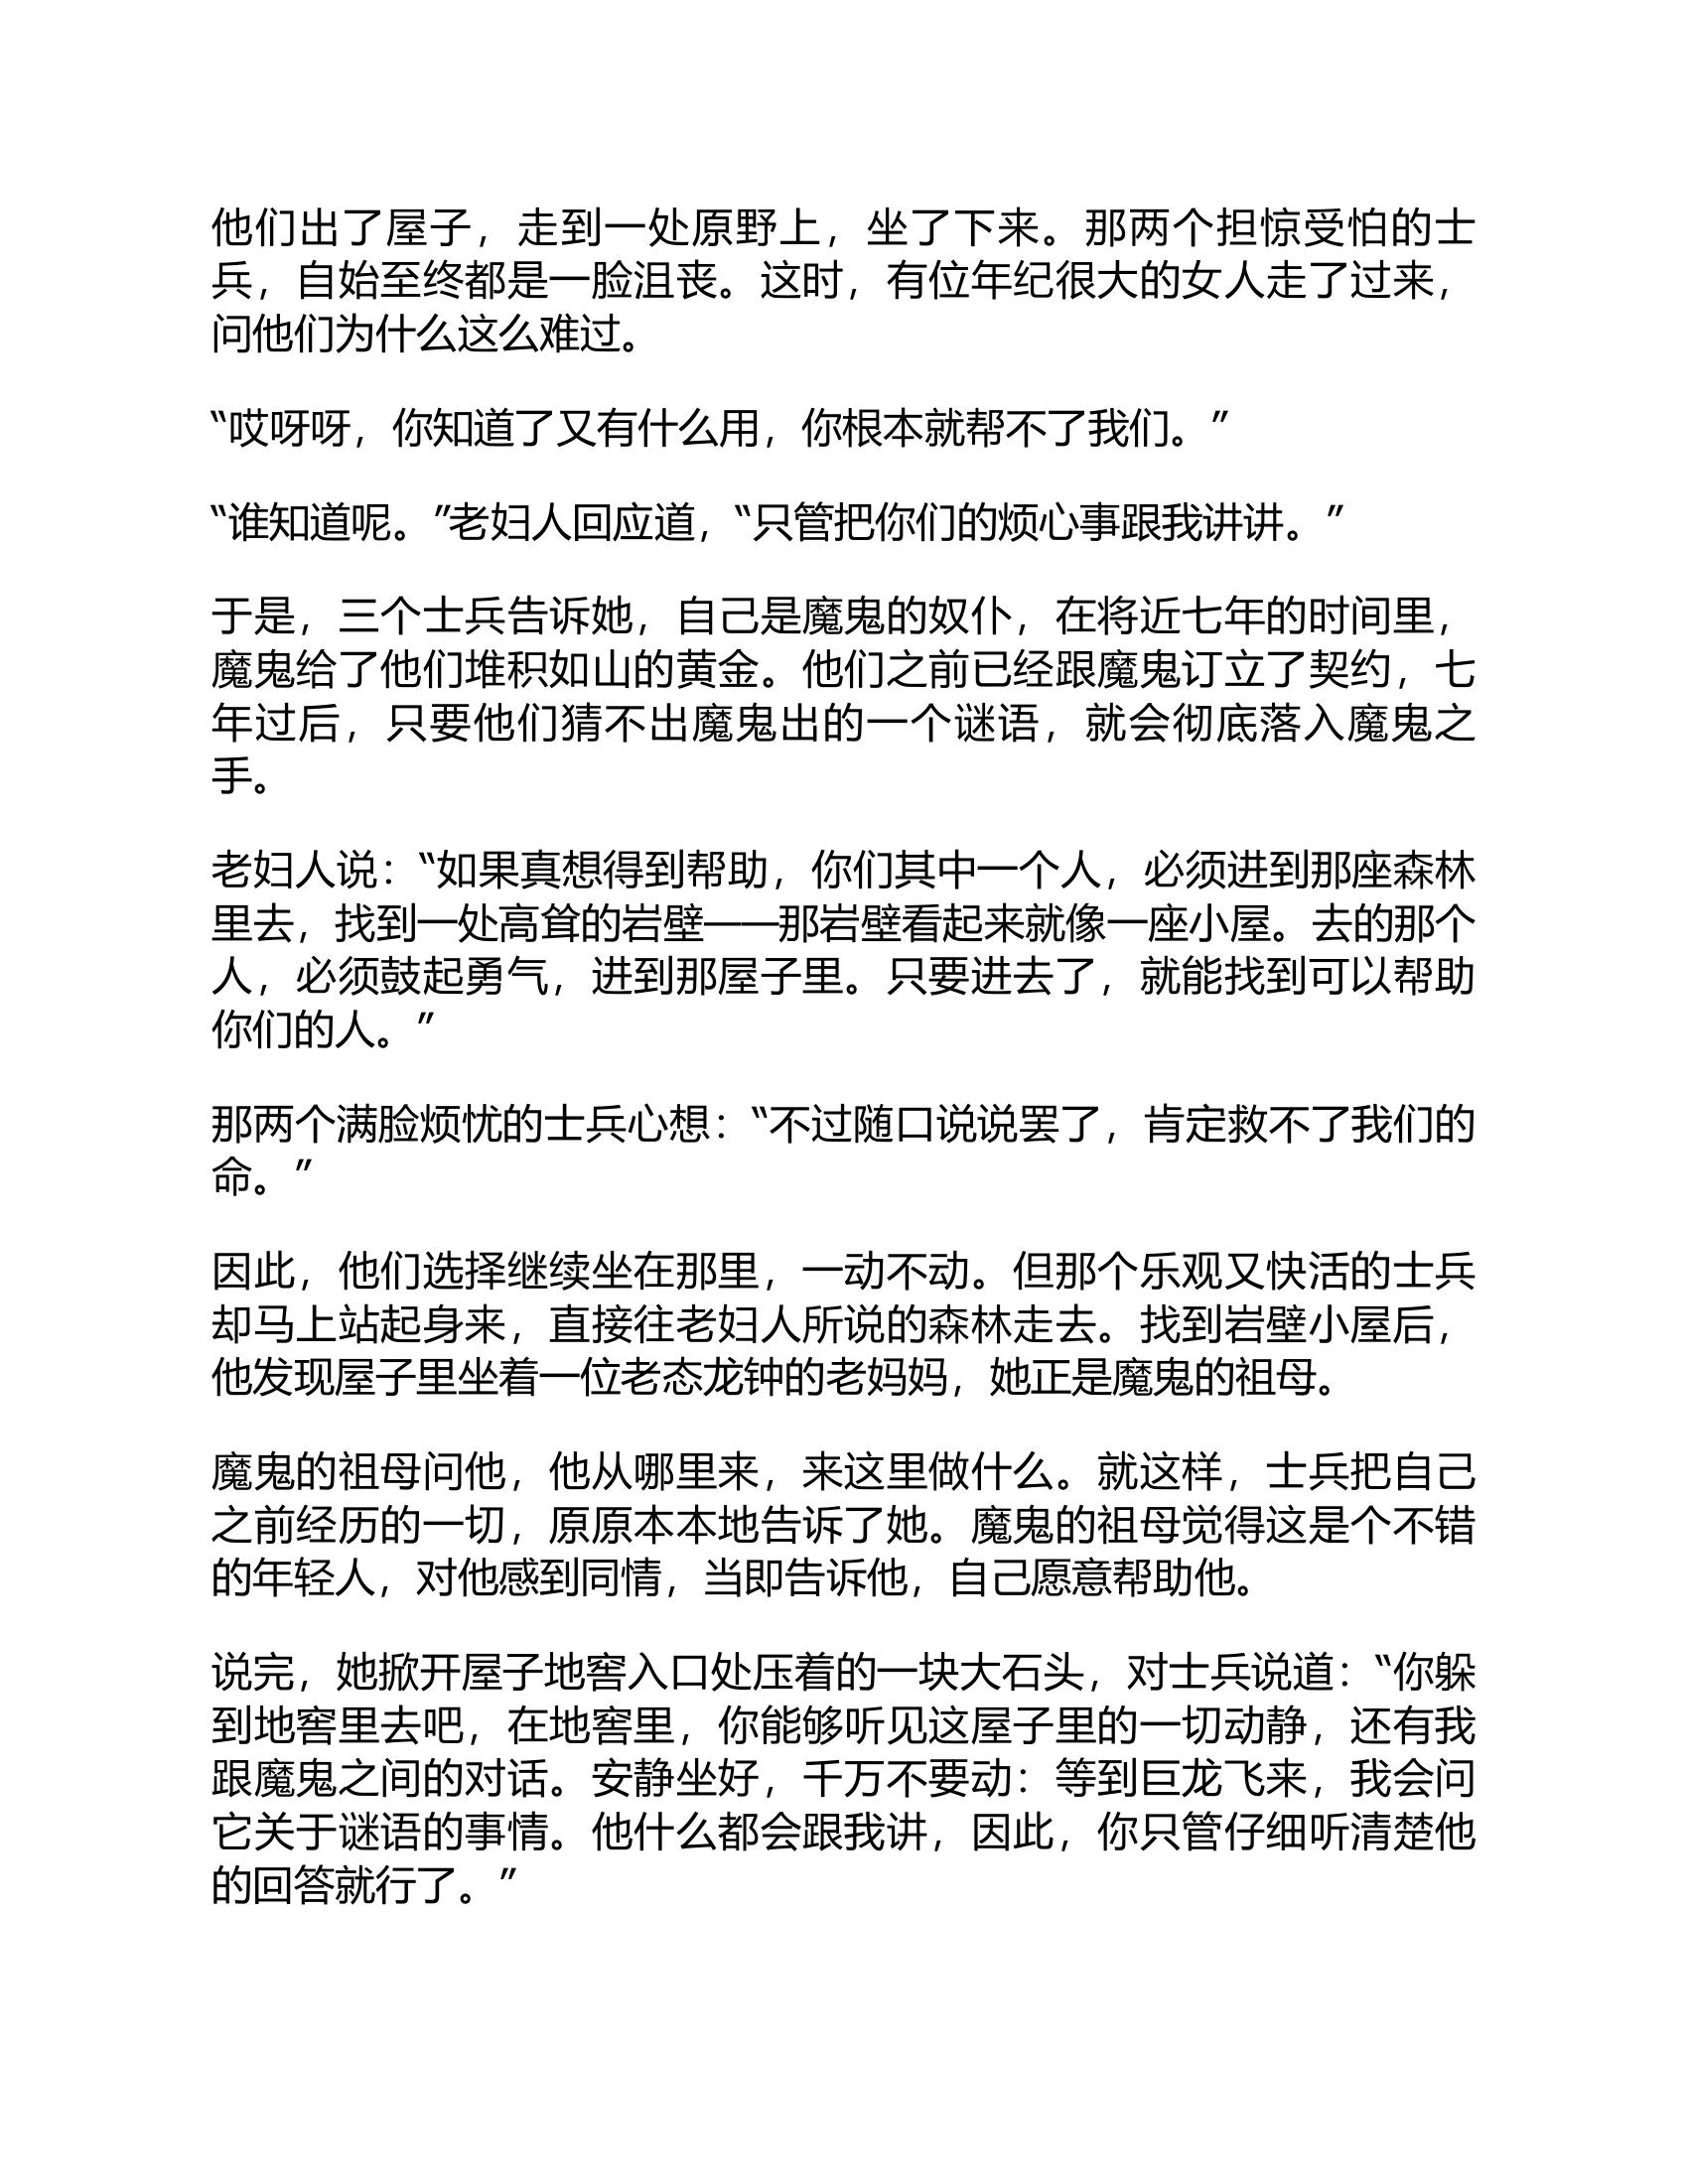 他们出了屋子，走到一处原野上，坐了下来。那两个担惊受怕的士
兵，自始至终都是一脸沮丧。这时，有位年纪很大的女人走了过来，
问他们为什么这么难过。
“哎呀呀，你知道了又有什么用，你根本就帮不了我们。”
“谁知道呢。”老妇人回应道，“只管把你们的烦心事跟我讲讲。”
于是，三个士兵告诉她，自己是魔鬼的奴仆，在将近七年的时间里，
魔鬼给了他们堆积如山的黄金。他们之前已经跟魔鬼订立了契约，七
年过后，只要他们猜不出魔鬼出的一个谜语，就会彻底落入魔鬼之
手。
老妇人说：“如果真想得到帮助，你们其中一个人，必须进到那座森林
里去，找到一处高耸的岩壁——那岩壁看起来就像一座小屋。去的那个
人，必须鼓起勇气，进到那屋子里。只要进去了，就能找到可以帮助
你们的人。”
那两个满脸烦忧的士兵心想：“不过随口说说罢了，肯定救不了我们的
命。”
因此，他们选择继续坐在那里，一动不动。但那个乐观又快活的士兵
却马上站起身来，直接往老妇人所说的森林走去。找到岩壁小屋后，
他发现屋子里坐着一位老态龙钟的老妈妈，她正是魔鬼的祖母。
魔鬼的祖母问他，他从哪里来，来这里做什么。就这样，士兵把自己
之前经历的一切，原原本本地告诉了她。魔鬼的祖母觉得这是个不错
的年轻人，对他感到同情，当即告诉他，自己愿意帮助他。
说完，她掀开屋子地窖入口处压着的一块大石头，对士兵说道：“你躲
到地窖里去吧，在地窖里，你能够听见这屋子里的一切动静，还有我
跟魔鬼之间的对话。安静坐好，千万不要动：等到巨龙飞来，我会问
它关于谜语的事情。他什么都会跟我讲，因此，你只管仔细听清楚他
的回答就行了。”